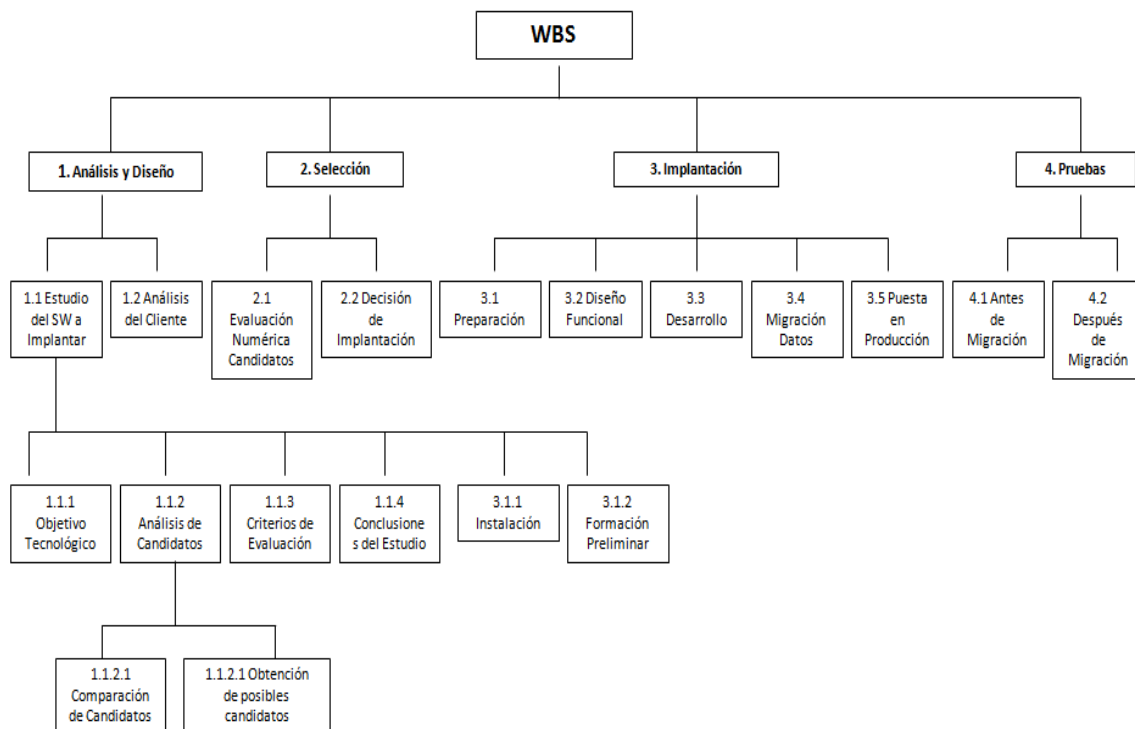 WBS
1. Análisis y Diseño
2. Selección
3. Implantación
4. Pruebas
1.1 Estudio
del SW a
Implantar
1.2 Análisis
del Cliente
2.1
Evaluación
Numérica
Candidatos
2.2 Decisión
de
Implantación
3.1
Preparación
3.2 Diseño
Funcional
3.3
Desarrollo
3.4
Migración
Datos
3.5 Puesta
en
Producción
4.1 Antes
de
Migración
4.2
Después
de
Migración
1.1.1
Objetivo
Tecnológico
1.1.2
Análisis de
Candidatos
1.1.3
Criterios de
Evaluación
1.1.4
Conclusione
s del Estudio
3.1.1
Instalación
3.1.2
Formación
Preliminar
1.1.2.1
Comparación
de Candidatos
1.1.2.1 Obtención
de posibles
candidatos